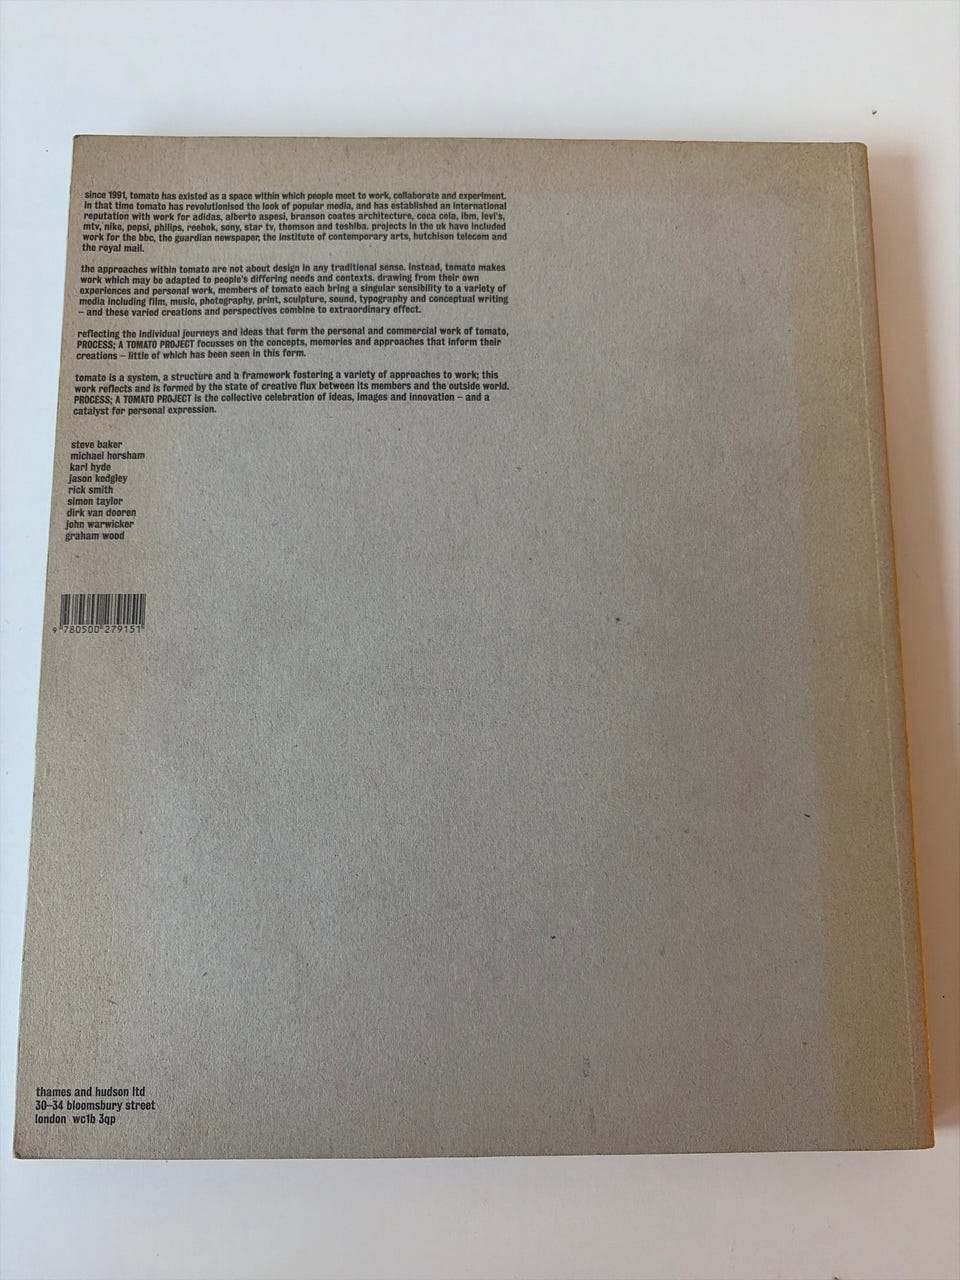 since 1991, tomato has existed as a space within which people meet to work, collaborate and experiment.
in that time tomato has revolutionised the look of popular media, and has established an international
reputation with work for adidas, alberto aspesi, branson coates architecture, coca cola, ibm, levi's,
mtv, nike, pepsi, philips, reebok, sony, star tv, thomson and toshiba. projects in the uk have included
work for the bbc, the guardian newspaper, the institute of contemporary arts, hutchison telecom and
the royal mail.
the approaches within tomato are not about design in any traditional sense. instead, tomato makes
work which may be adapted to people's differing needs and contexts. drawing from their own
experiences and personal work, members of tomato each bring a singular sensibility to a variety of
media including film, music, photography, print, sculpture, sound, typography and conceptual writing
– and these varied creations and perspectives combine to extraordinary effect.
reflecting the individual journeys and ideas that form the personal and commercial work of tomato,
PROCESS; A TOMATO PROJECT focusses on the concepts, memories and approaches that inform their
creations – little of which has been seen in this form.
tomato is a system, a structure and a framework fostering a variety of approaches to work; this
work reflects and is formed by the state of creative flux between its members and the outside world.
PROCESS; A TOMATO PROJECT is the collective celebration of ideas, images and innovation – and a
catalyst for personal expression.
steve baker
michael horsham
karl hyde
jason kedgley
rick smith
simon taylor
dirk van dooren
john warwicker
graham wood
9 780500 279151
thames and hudson ltd
30–34 bloomsbury street
london wc1b 3qp